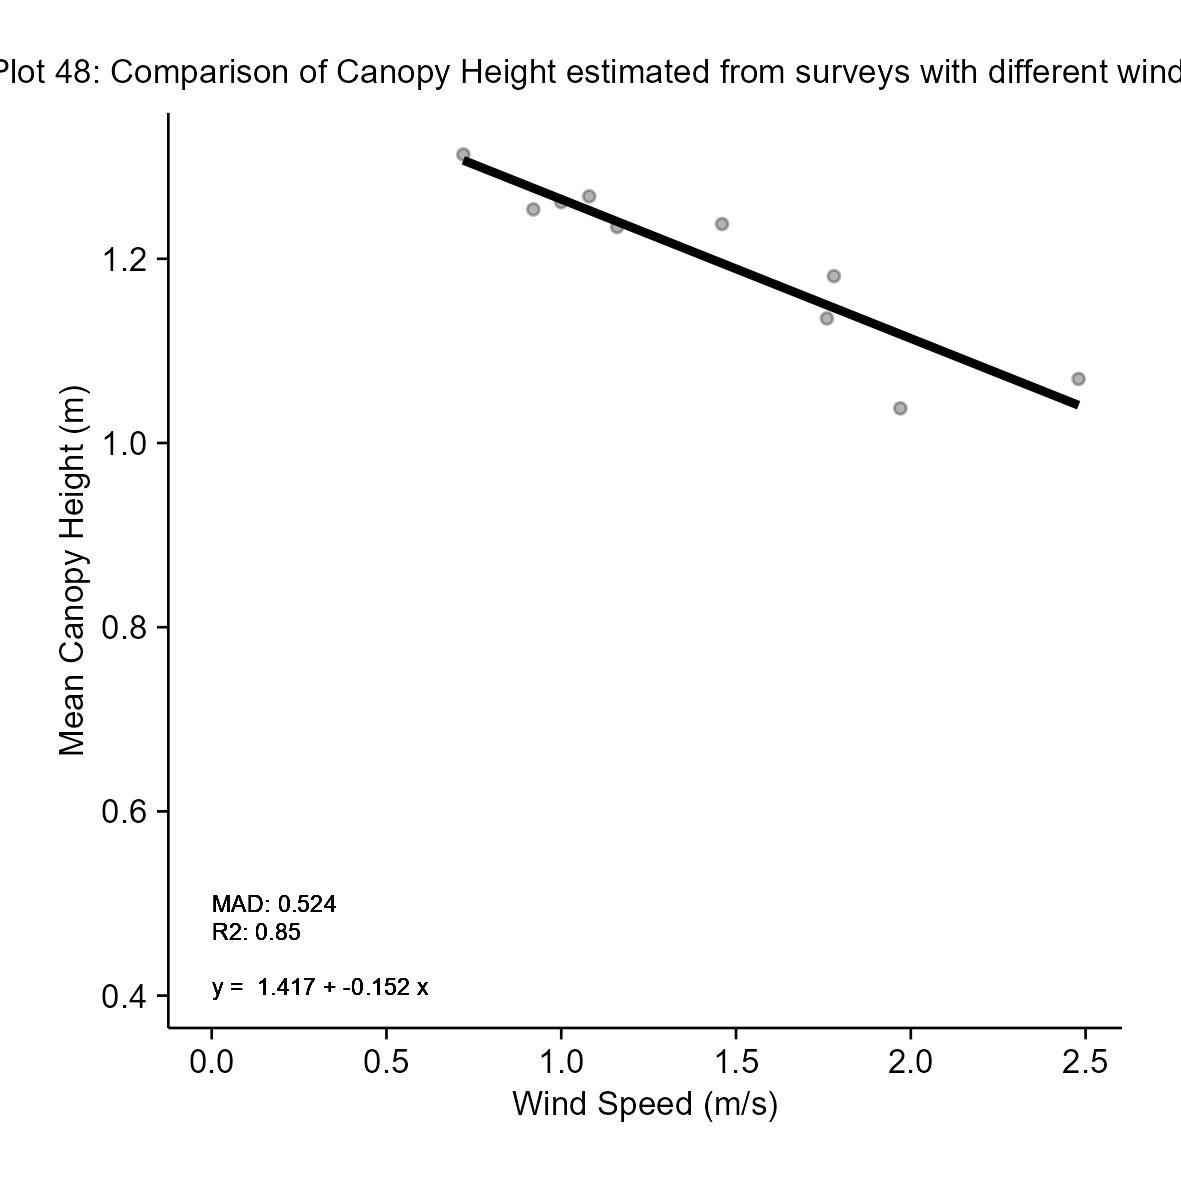 Plot 48: Comparison of Canopy Height estimated from surveys with different wind
1.2
1.0
0.8
0.6
0.4
Mean Canopy Height (m)
MAD: 0.524
R2: 0.85
y =  1.417 + -0.152 x
0.0 0.5 1.0 1.5 2.0 2.5
Wind Speed (m/s)